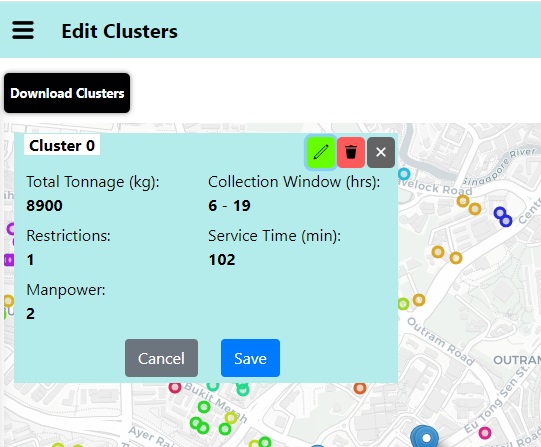 Edit Clusters
Download Clusters
Cluster 0
Total Tonnage (kg):
8900
Collection Window (hrs):
6 - 19
Restrictions:
1
Service Time (min):
102
Manpower:
2
Cancel
Save
Singapore River
velock Road
Outram Road
OUTRAM
Eu Tong Sen St
Bukit Merah
Ayer Ra